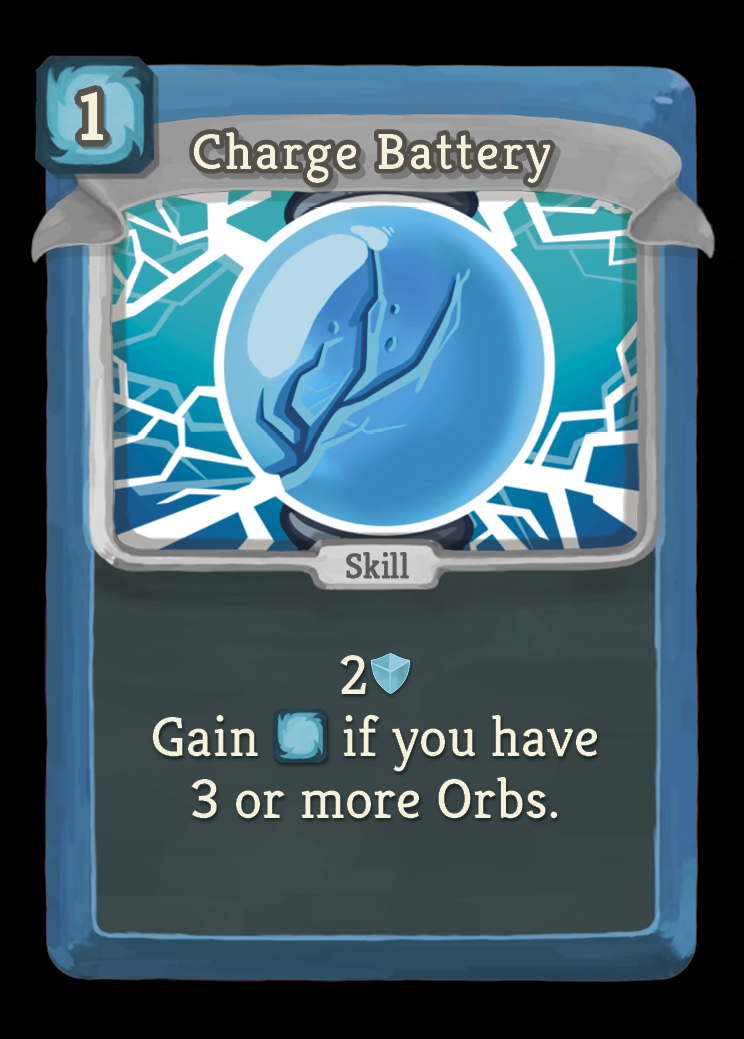 1
Charge Battery
Skill
2
Gain if you have
3 or more Orbs.